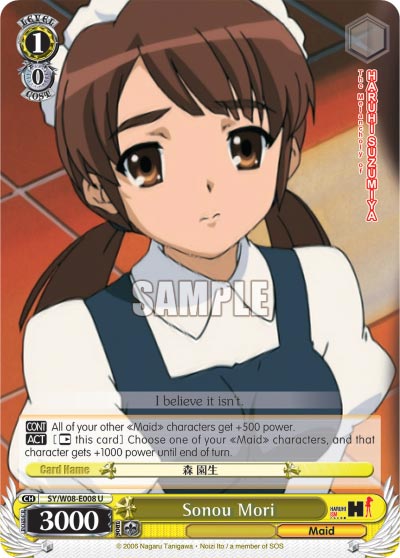 LEVEL
1
0
COST
The Melancholy of
HARUHI SUZUMIYA
SAMPLE
I believe it isn't.
CONT All of your other «Maid» characters get +500 power.
ACT [ this card] Choose one of your «Maid» characters, and that
character gets +1000 power until end of turn.
Card Name 森 園生
CH SY/W08-E008 U
POWER 3000 SOUL Sonou Mori HARUHI H
Maid
© 2006 Nagaru Tanigawa • Noizi Ito / a member of SOS